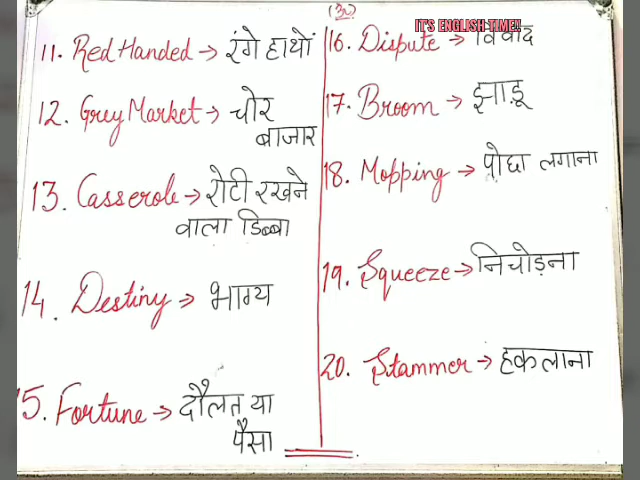 (अ)
IT'S ENGLISH TIME!!
11. Red Handed → रंगे हाथों
12. Grey Market → चोर
बाजार
13. Casserole → रोटी रखने
वाला डिब्बा
14. Destiny → भाग्य
15. Fortune → दौलत या
पैसा
16. Dispute → विवाद
17. Broom → झाड़ू
18. Mopping → पोछा लगाना
19. Squeeze → निचोड़ना
20. Stammer → हकलाना